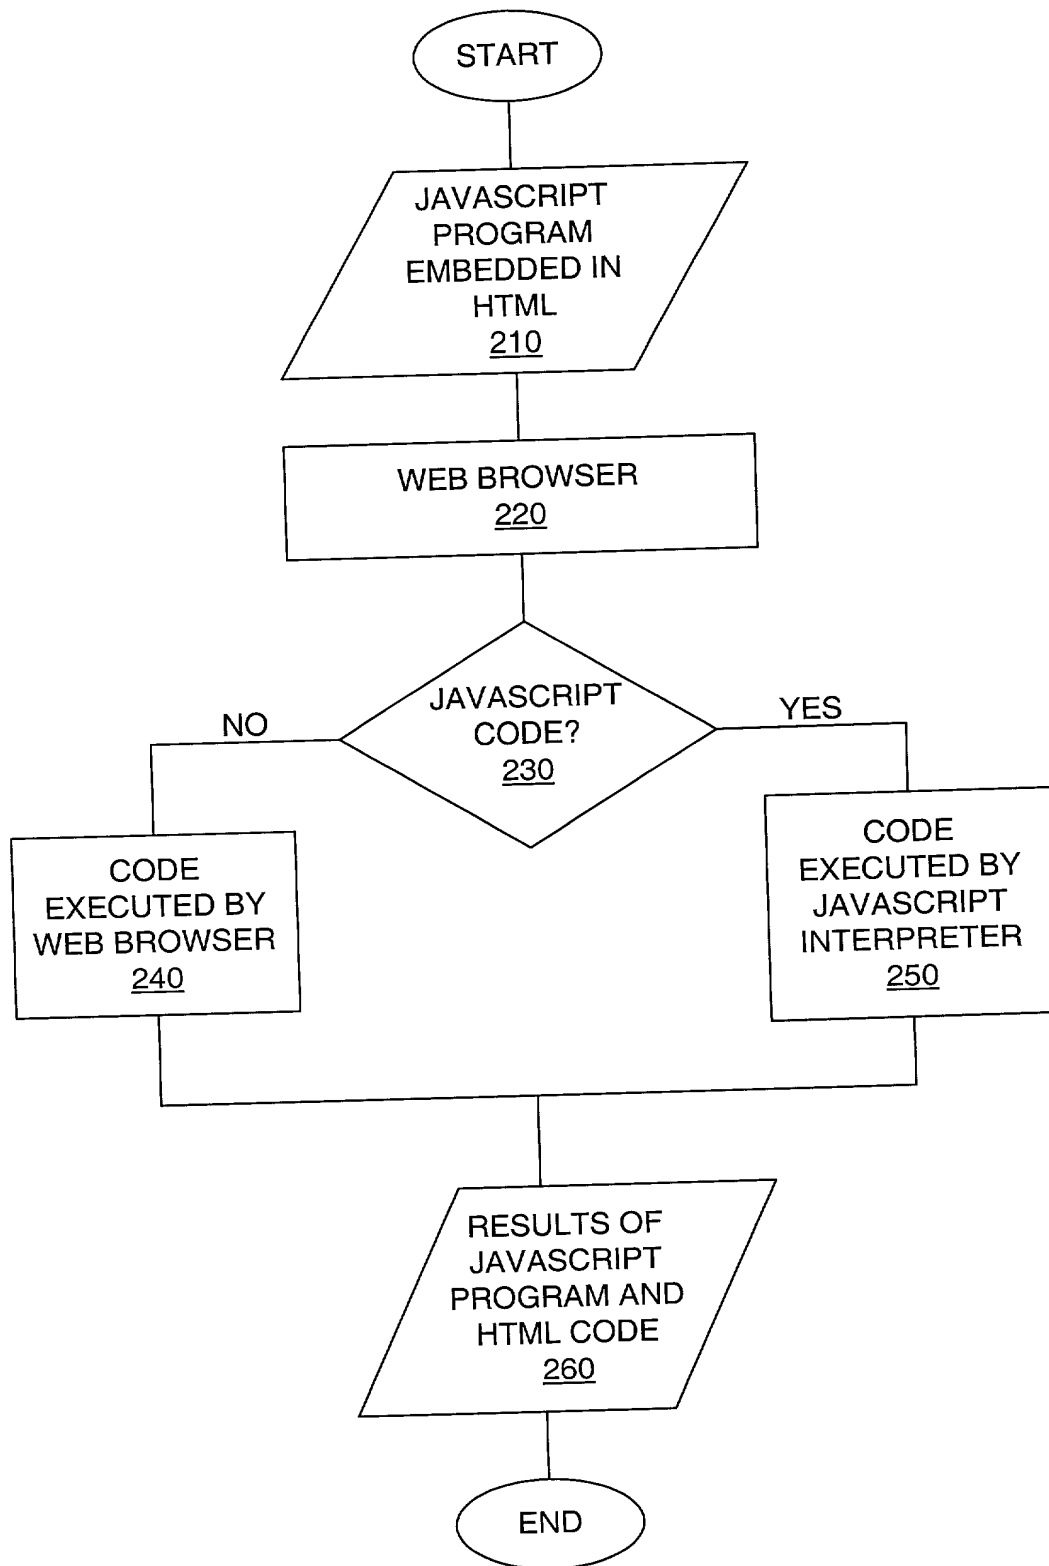 START
JAVASCRIPT
PROGRAM
EMBEDDED IN
HTML
210
WEB BROWSER
220
JAVASCRIPT
CODE?
230
NO
YES
CODE
EXECUTED BY
WEB BROWSER
240
CODE
EXECUTED BY
JAVASCRIPT
INTERPRETER
250
RESULTS OF
JAVASCRIPT
PROGRAM AND
HTML CODE
260
END